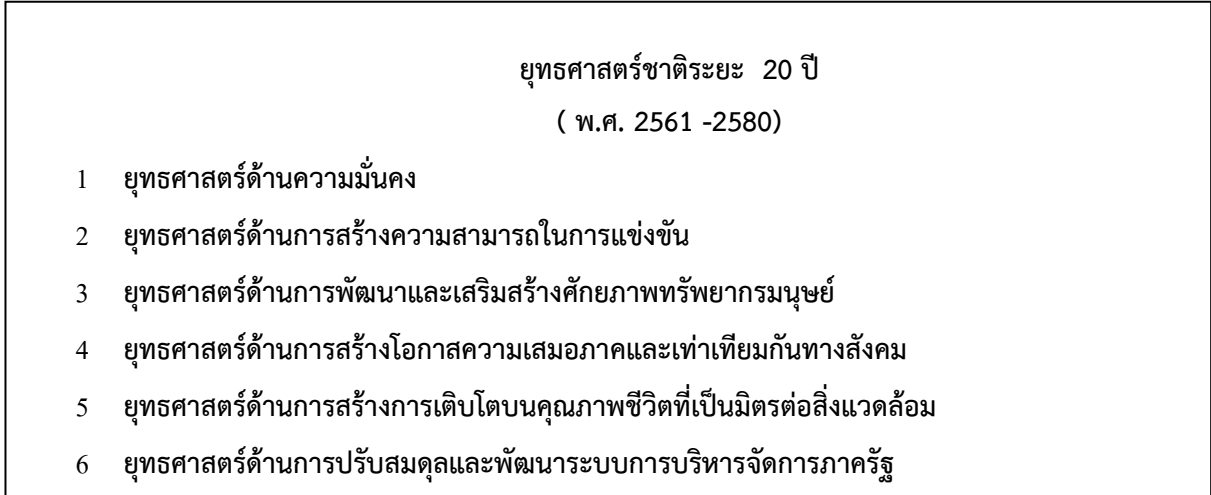 ยุทธศาสตร์ชาติระยะ 20 ปี
( พ.ศ. 2561 -2580)
1 ยุทธศาสตร์ด้านความมั่นคง
2 ยุทธศาสตร์ด้านการสร้างความสามารถในการแข่งขัน
3 ยุทธศาสตร์ด้านการพัฒนาและเสริมสร้างศักยภาพทรัพยากรมนุษย์
4 ยุทธศาสตร์ด้านการสร้างโอกาสความเสมอภาคและเท่าเทียมกันทางสังคม
5 ยุทธศาสตร์ด้านการสร้างการเติบโตบนคุณภาพชีวิตที่เป็นมิตรต่อสิ่งแวดล้อม
6 ยุทธศาสตร์ด้านการปรับสมดุลและพัฒนาระบบการบริหารจัดการภาครัฐ